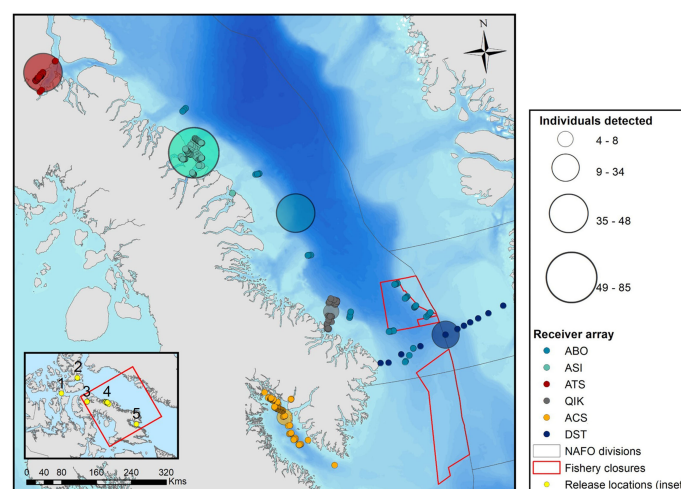 N
Individuals detected
4 - 8
9 - 34
35 - 48
49 - 85
Receiver array
ABO
ASI
ATS
QIK
ACS
DST
NAFO divisions
Fishery closures
Release locations (inset
2
1
3
4
5
0 40 80 160 240 320
Kms